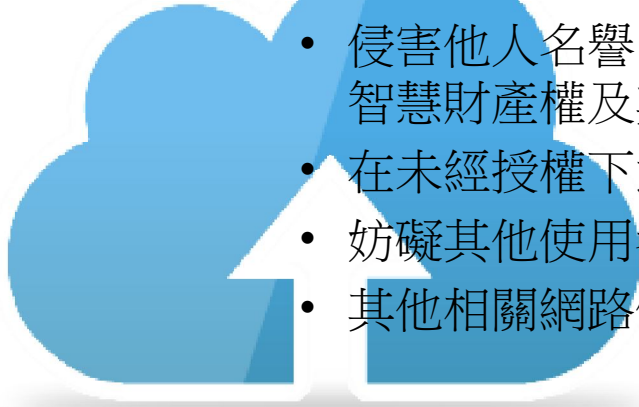 • 侵害他人名譽
智慧財產權及
• 在未經授權下
• 妨礙其他使用
• 其他相關網路